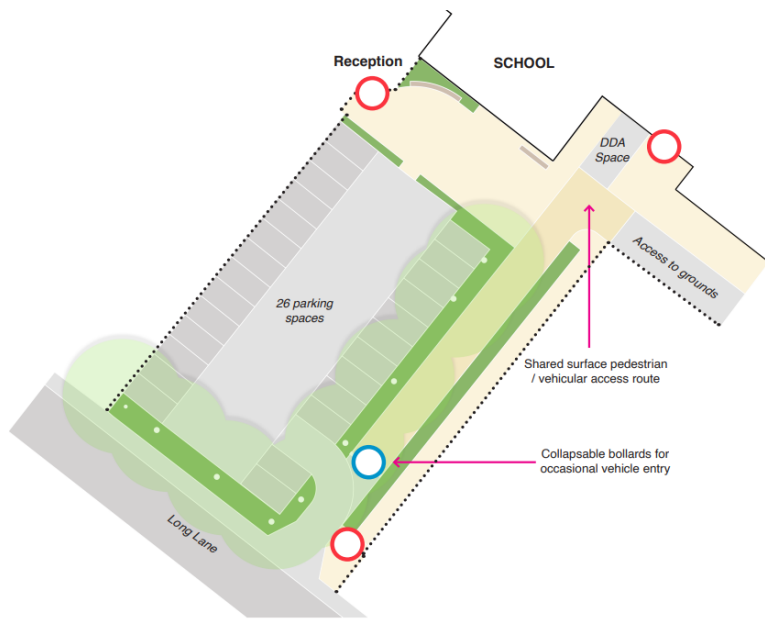 Reception
SCHOOL
DDA
Space
Access to grounds
26 parking
spaces
Shared surface pedestrian
/ vehicular access route
Collapsable bollards for
occasional vehicle entry
Long Lane